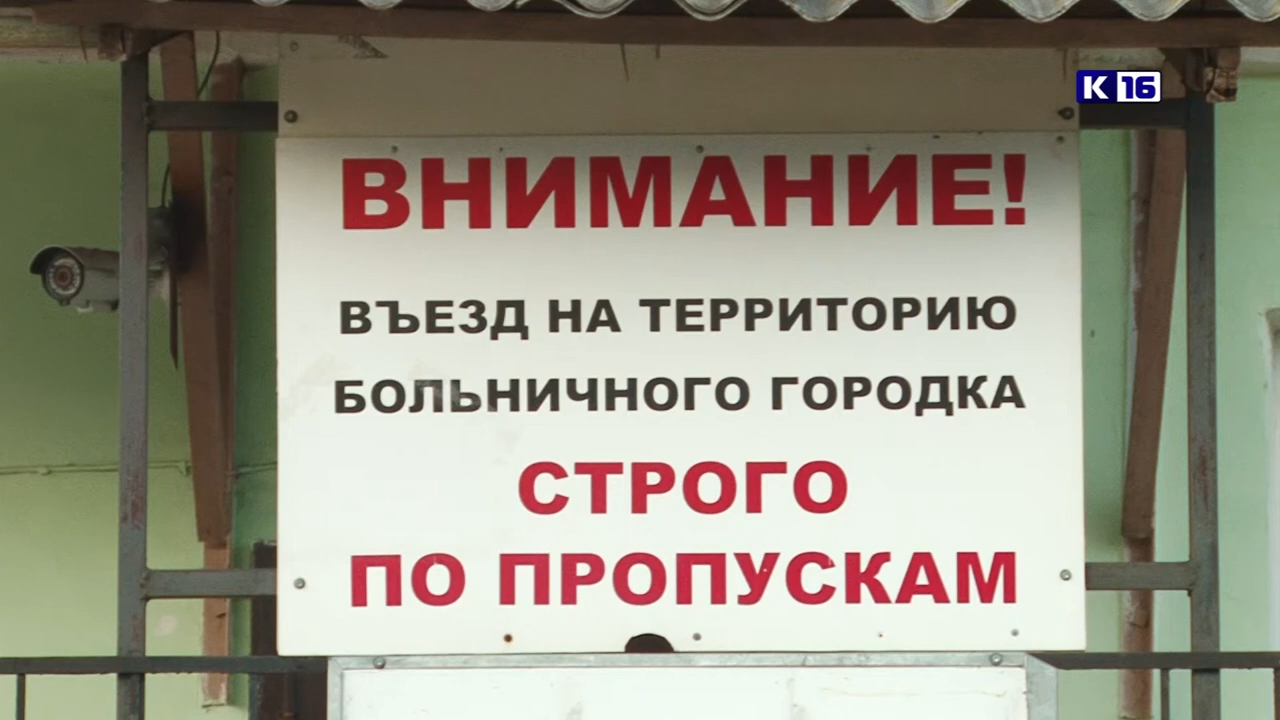 К 16
ВНИМАНИЕ!
ВЪЕЗД НА ТЕРРИТОРИЮ
БОЛЬНИЧНОГО ГОРОДКА
СТРОГО
ПО ПРОПУСКАМ